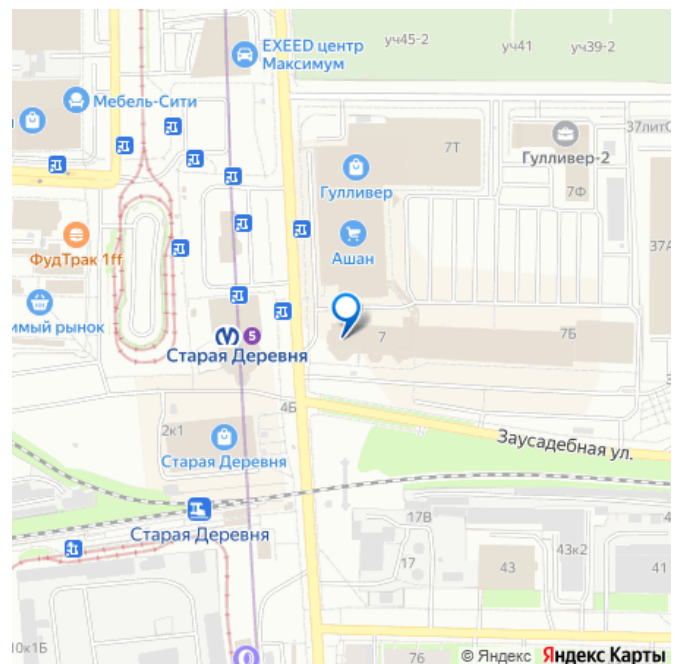 EXEED центр
Максимум
уч45-2
уч41
уч39-2
Мебель-Сити
7Т
Гулливер-2
7Ф
Гулливер
Ашан
37А
ФудТрак 1ff
имый рынок
5
Старая Деревня
7
7Б
4Б
2к1
Старая Деревня
Заусадебная ул.
Старая Деревня
17В
17
43
43к2
41
10к1Б
76
© Яндекс Яндекс Карты